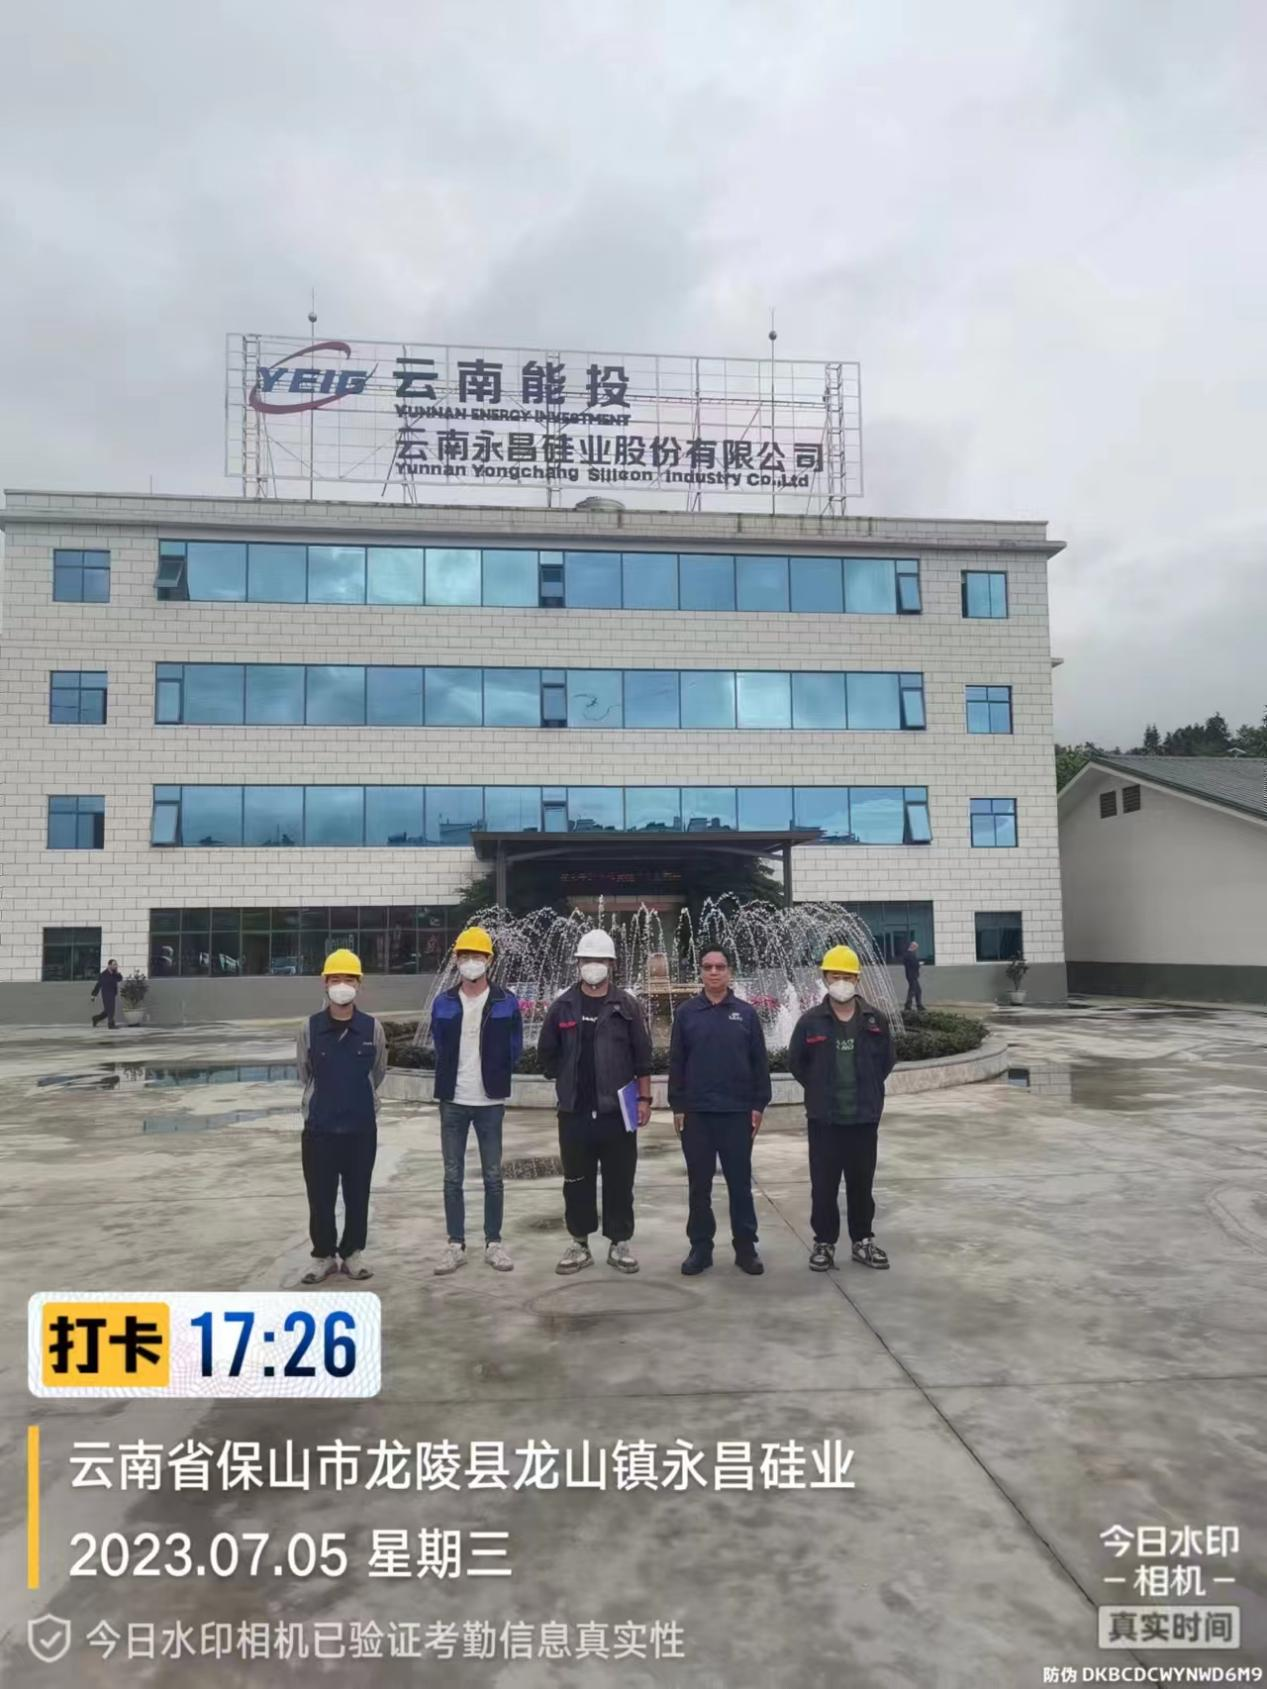 YEIG 云南能投
YUNNAN ENERGY INVESTMENT
云南永昌硅业股份有限公司
Yunnan Yongchang Silicon Industry Co.,Ltd
打卡 17:26
云南省保山市龙陵县龙山镇永昌硅业
2023.07.05 星期三
今日水印相机已验证考勤信息真实性
今日水印
-相机-
真实时间
防伪 DKBCDCWYNWD6M9